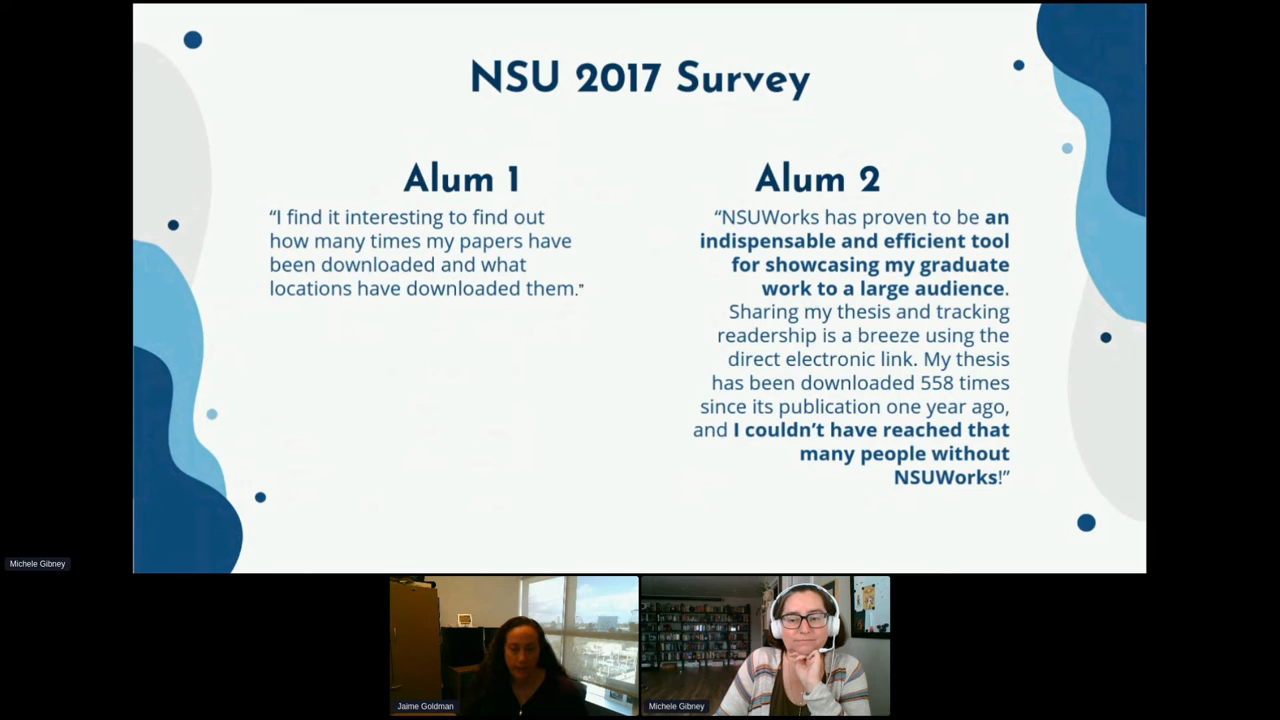 NSU 2017 Survey
Alum 1
“I find it interesting to find out
how many times my papers have
been downloaded and what
locations have downloaded them."
Alum 2
“NSUWorks has proven to be an
indispensable and efficient tool
for showcasing my graduate
work to a large audience.
Sharing my thesis and tracking
readership is a breeze using the
direct electronic link. My thesis
has been downloaded 558 times
since its publication one year ago,
and I couldn’t have reached that
many people without
NSUWorks!”
Michele Gibney
Jaime Goldman
Michele Gibney